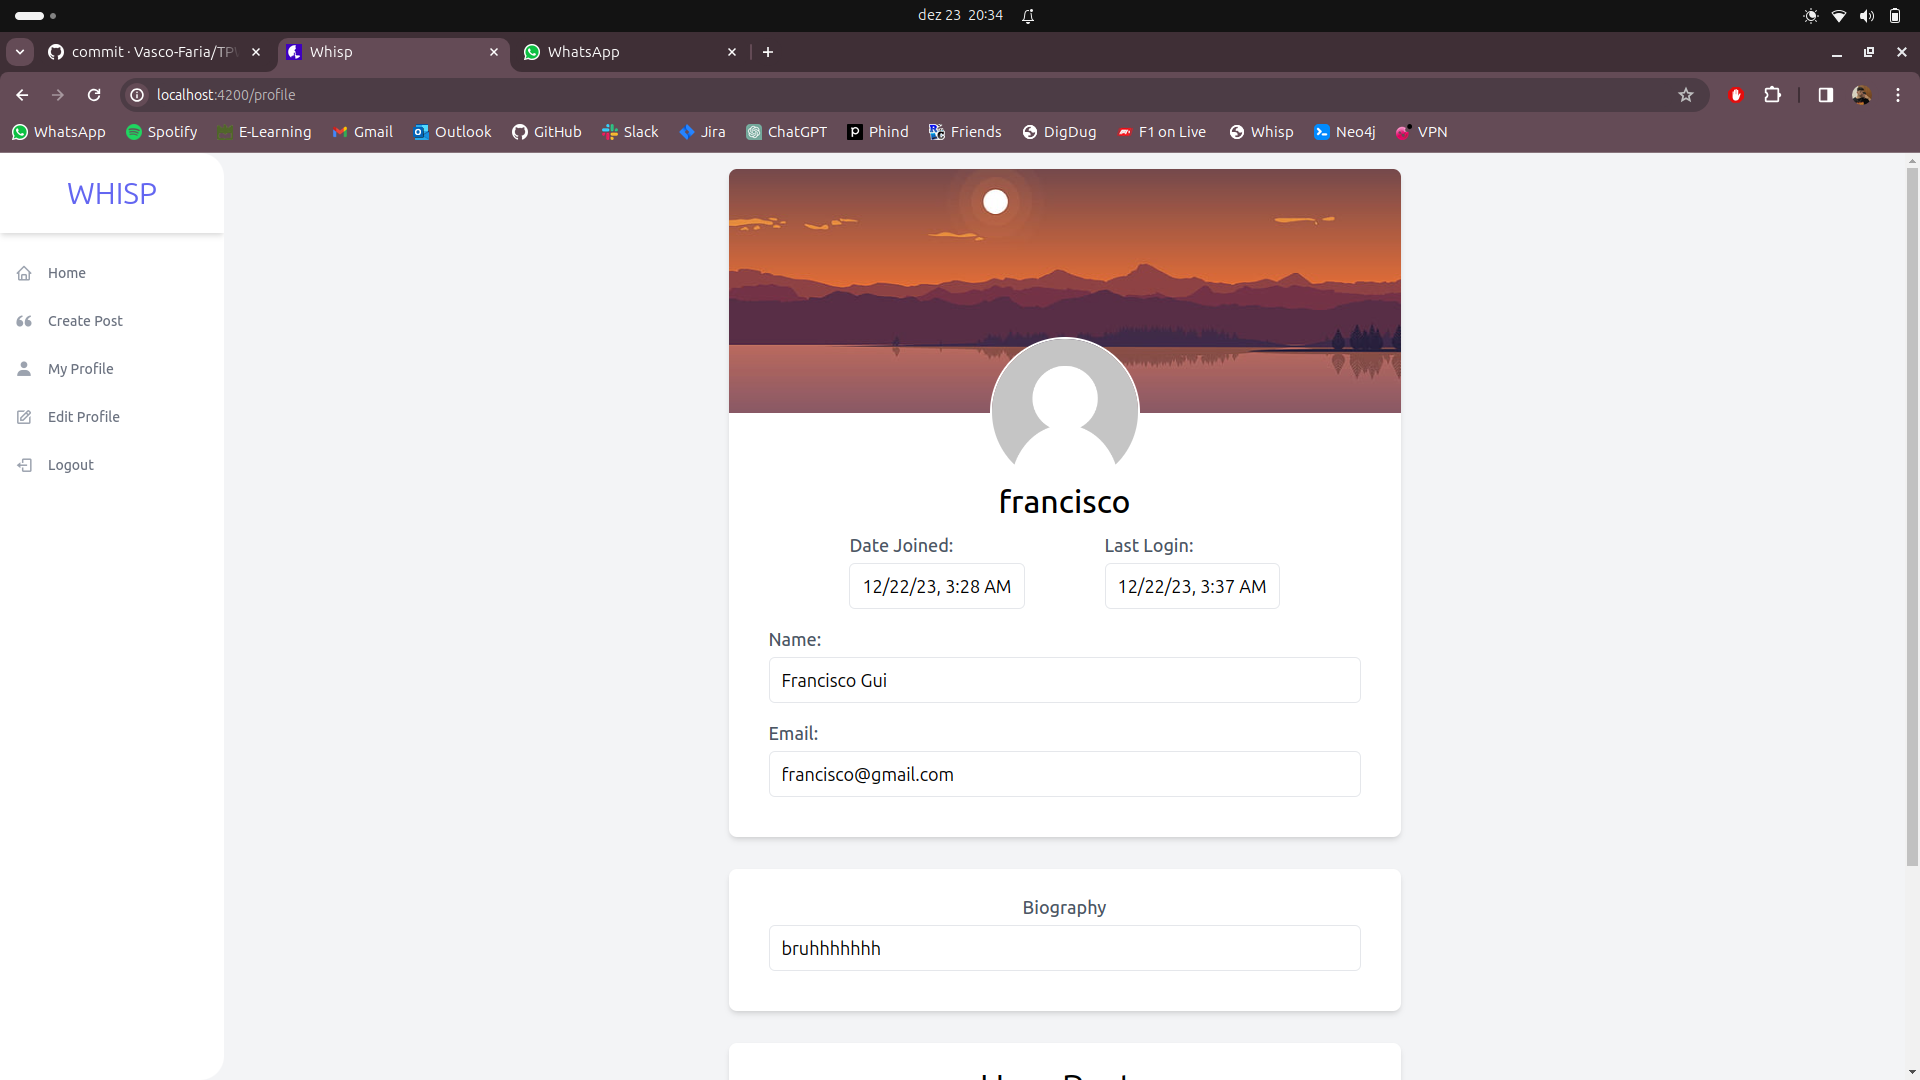 dez 23 20:34
commit · Vasco-Faria/TPW
Whisp
WhatsApp
localhost:4200/profile
WhatsApp Spotify E-Learning Gmail Outlook GitHub Slack Jira ChatGPT Phind Friends DigDug F1 on Live Whisp Neo4j VPN
WHISP
Home
Create Post
My Profile
Edit Profile
Logout
francisco
Date Joined: Last Login:
12/22/23, 3:28 AM 12/22/23, 3:37 AM
Name:
Francisco Gui
Email:
francisco@gmail.com
Biography
bruhhhhhhh